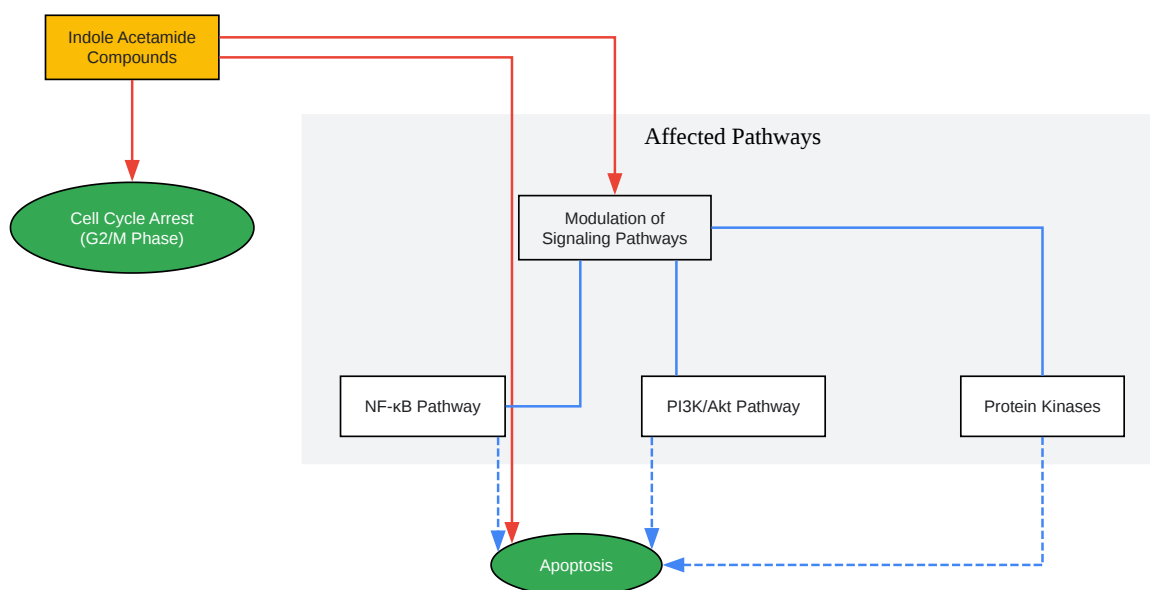 Indole Acetamide
Compounds
Affected Pathways
Cell Cycle Arrest
(G2/M Phase)
Modulation of
Signaling Pathways
NF-κB Pathway
PI3K/Akt Pathway
Protein Kinases
Apoptosis